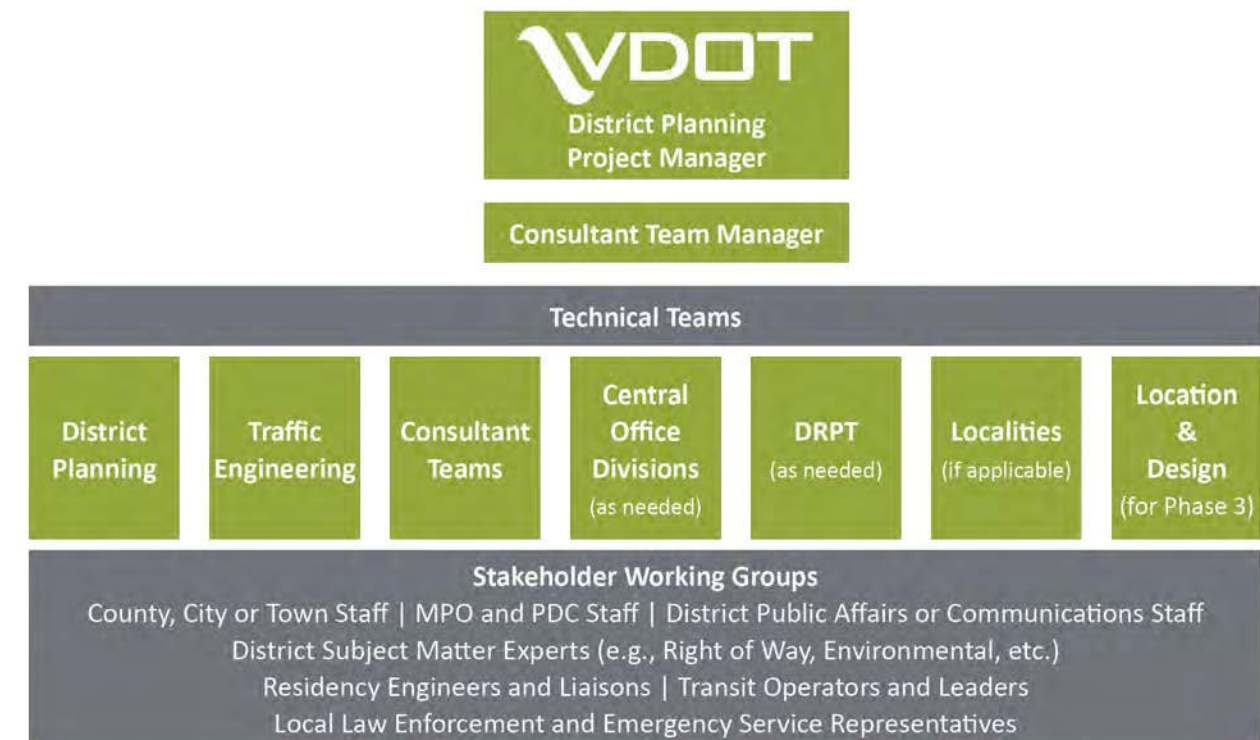 VDOT
District Planning
Project Manager
Consultant Team Manager
Technical Teams
District
Planning
Traffic
Engineering
Consultant
Teams
Central
Office
Divisions
(as needed)
DRPT
(as needed)
Localities
(if applicable)
Location
&
Design
(for Phase 3)
Stakeholder Working Groups
County, City or Town Staff | MPO and PDC Staff | District Public Affairs or Communications Staff
District Subject Matter Experts (e.g., Right of Way, Environmental, etc.)
Residency Engineers and Liaisons | Transit Operators and Leaders
Local Law Enforcement and Emergency Service Representatives